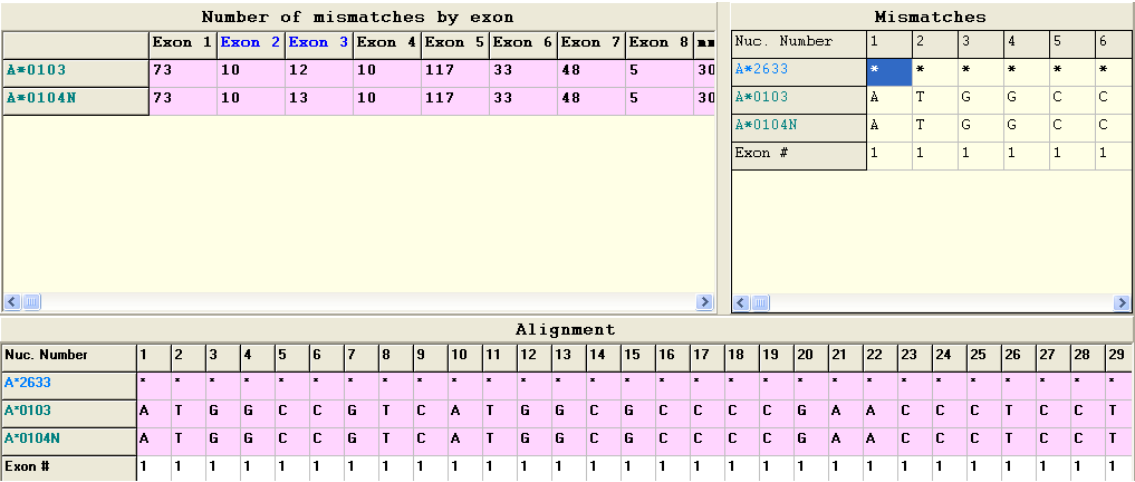 Number of mismatches by exon
Exon 1 Exon 2 Exon 3 Exon 4 Exon 5 Exon 6 Exon 7 Exon 8
A*0103 73 10 12 10 117 33 48 5 30
A*0104N 73 10 13 10 117 33 48 5 30
Mismatches
Nuc. Number 1 2 3 4 5 6
A*2633 * * * * * *
A*0103 A T G G C C
A*0104N A T G G C C
Exon # 1 1 1 1 1 1
Alignment
Nuc. Number 1 2 3 4 5 6 7 8 9 10 11 12 13 14 15 16 17 18 19 20 21 22 23 24 25 26 27 28 29
A*2633 * * * * * * * * * * * * * * * * * * * * * * * * * * * * *
A*0103 A T G G C C G T C A T G G C G C C C C G A A C C C T C C T
A*0104N A T G G C C G T C A T G G C G C C C C G A A C C C T C C T
Exon # 1 1 1 1 1 1 1 1 1 1 1 1 1 1 1 1 1 1 1 1 1 1 1 1 1 1 1 1 1